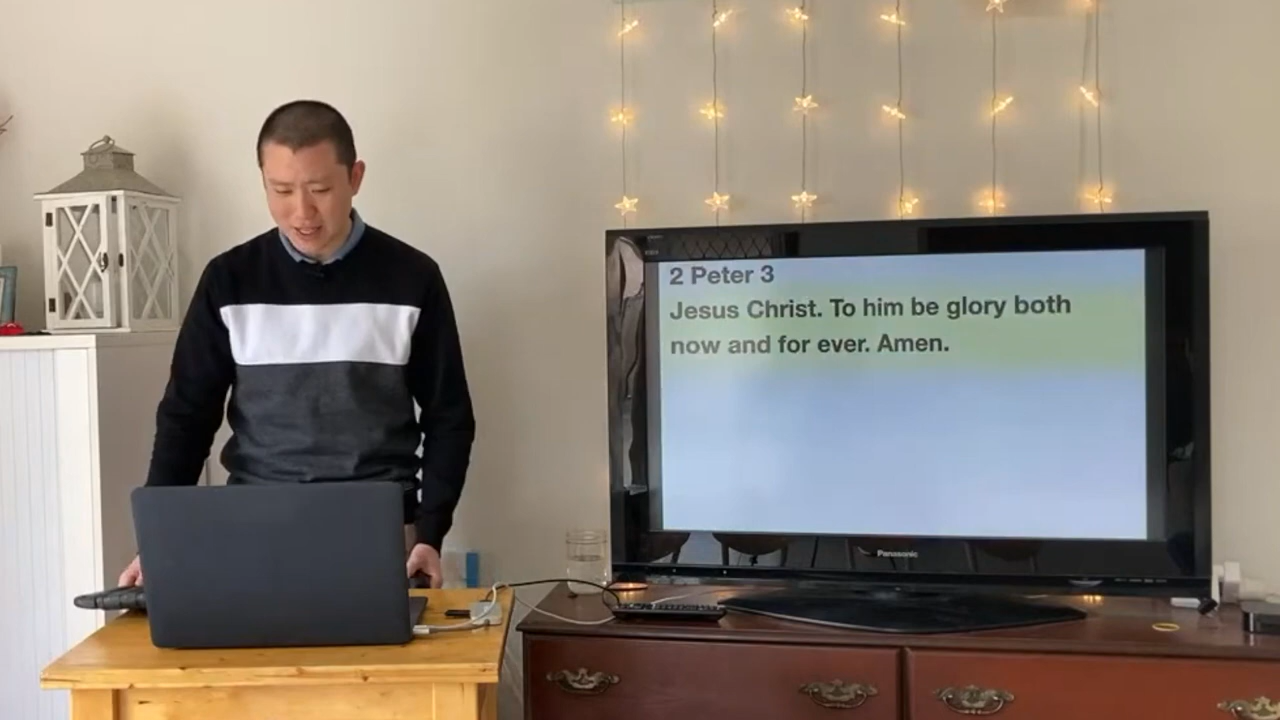 2 Peter 3
Jesus Christ. To him be glory both
now and for ever. Amen.
Panasonic